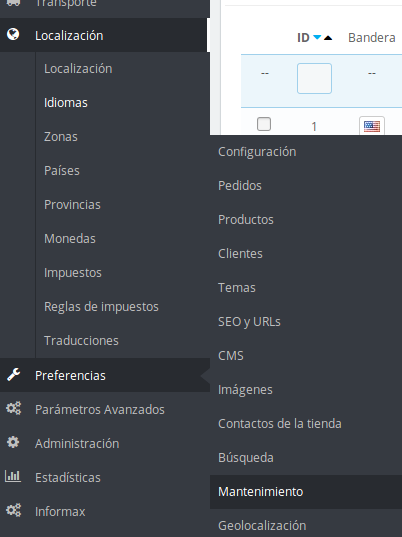 Transporte
Localización
Localización
Idiomas
Zonas
Países
Provincias
Monedas
Impuestos
Reglas de impuestos
Traducciones
Preferencias
Parámetros Avanzados
Administración
Estadísticas
Informax
ID Bandera
-- --
1
Configuración
Pedidos
Productos
Clientes
Temas
SEO y URLs
CMS
Imágenes
Contactos de la tienda
Búsqueda
Mantenimiento
Geolocalización